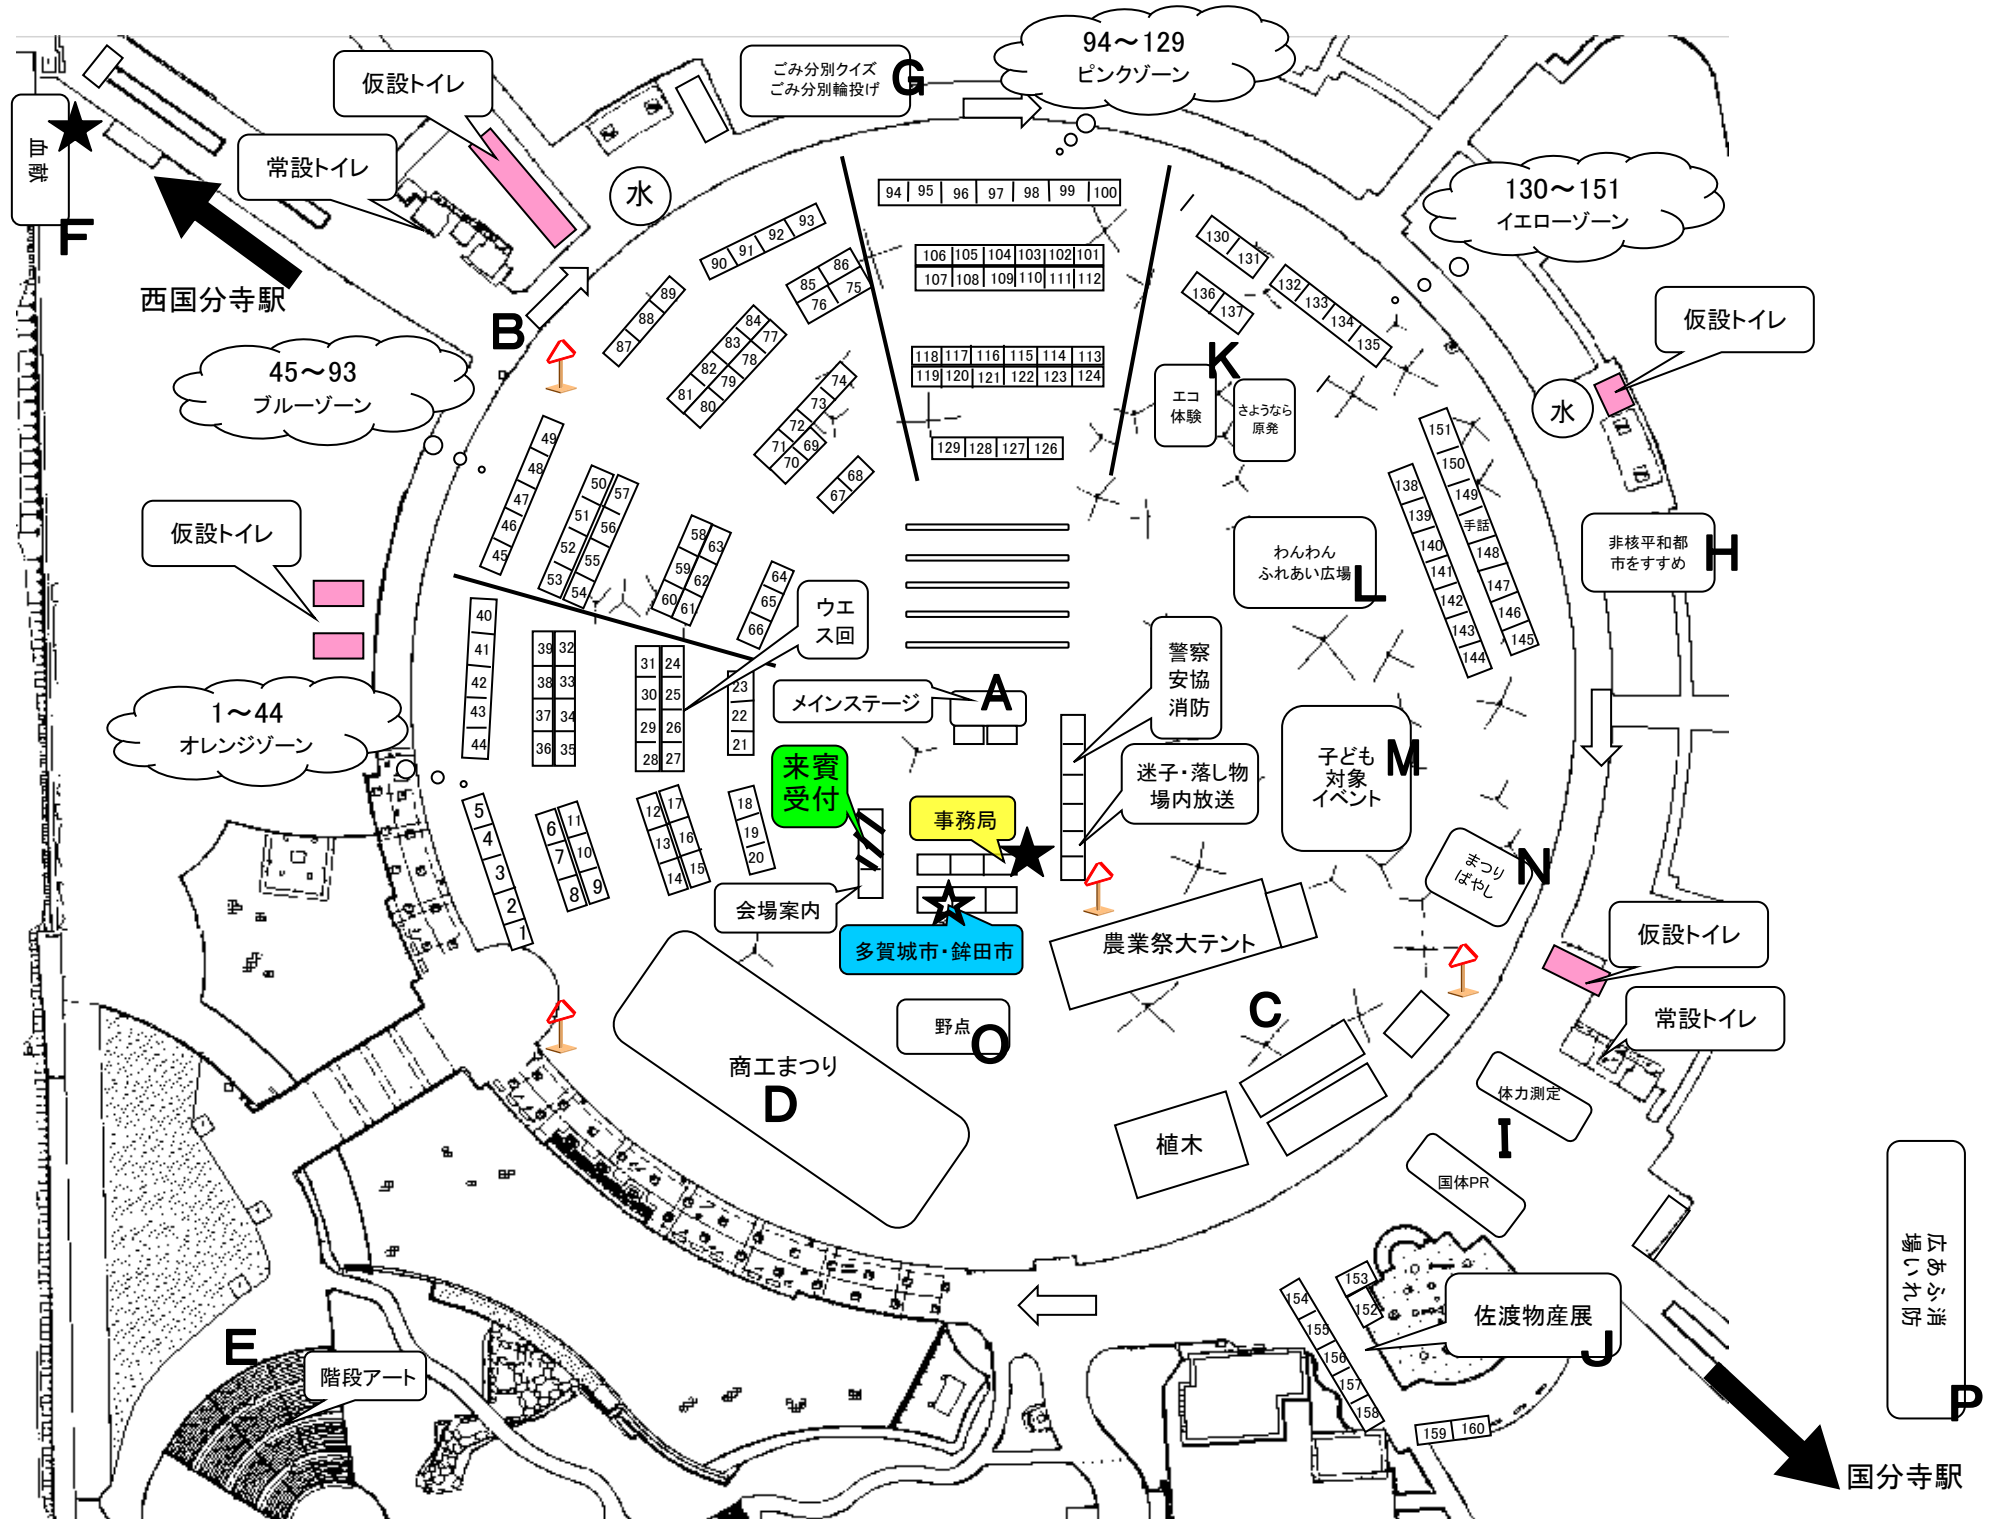 94～129
ピンクゾーン
ごみ分別クイズ
ごみ分別輪投げ
G
仮設トイレ
常設トイレ
献血
F
水
西国分寺駅
B
130～151
イエローゾーン
仮設トイレ
水
45～93
ブルーゾーン
94 95 96 97 98 99 100
106 105 104 103 102 101
107 108 109 110 111 112
118 117 116 115 114 113
119 120 121 122 123 124
129 128 127 126
90 91 92 93
85 86
76 75
87 88 89
81 82 83 84
80 79 78 77
71 72 73 74
70 69
67 68
49
48
47
46
45
50 57
51 56
52 55
53 54
58 63
59 62
60 61
64
65
66
130 131
136 137
132 133 134 135
K
エコ
体験
さようなら
原発
151
150
149
手話
148
147
146
145
138
139
140
141
142
143
144
非核平和都
市をすすめ
H
わんわん
ふれあい広場
L
仮設トイレ
1～44
オレンジゾーン
40
41
42
43
44
39 32
38 33
37 34
36 35
31 24
30 25
29 26
28 27
23
22
21
ウエ
ス回
メインステージ
A
警察
安協
消防
迷子・落し物
場内放送
来賓
受付
事務局
会場案内
多賀城市・鉾田市
子ども
対象
イベント
M
まつり
ばやし
N
5
4
3
2
1
6 11
7 10
8 9
12 17
13 16
14 15
18
19
20
農業祭大テント
仮設トイレ
常設トイレ
C
野点
O
商工まつり
D
植木
体力測定
I
国体PR
153
152
154
155
156
157
158
159 160
佐渡物産展
J
消防
ふれ
あい
広場
P
国分寺駅
E
階段アート